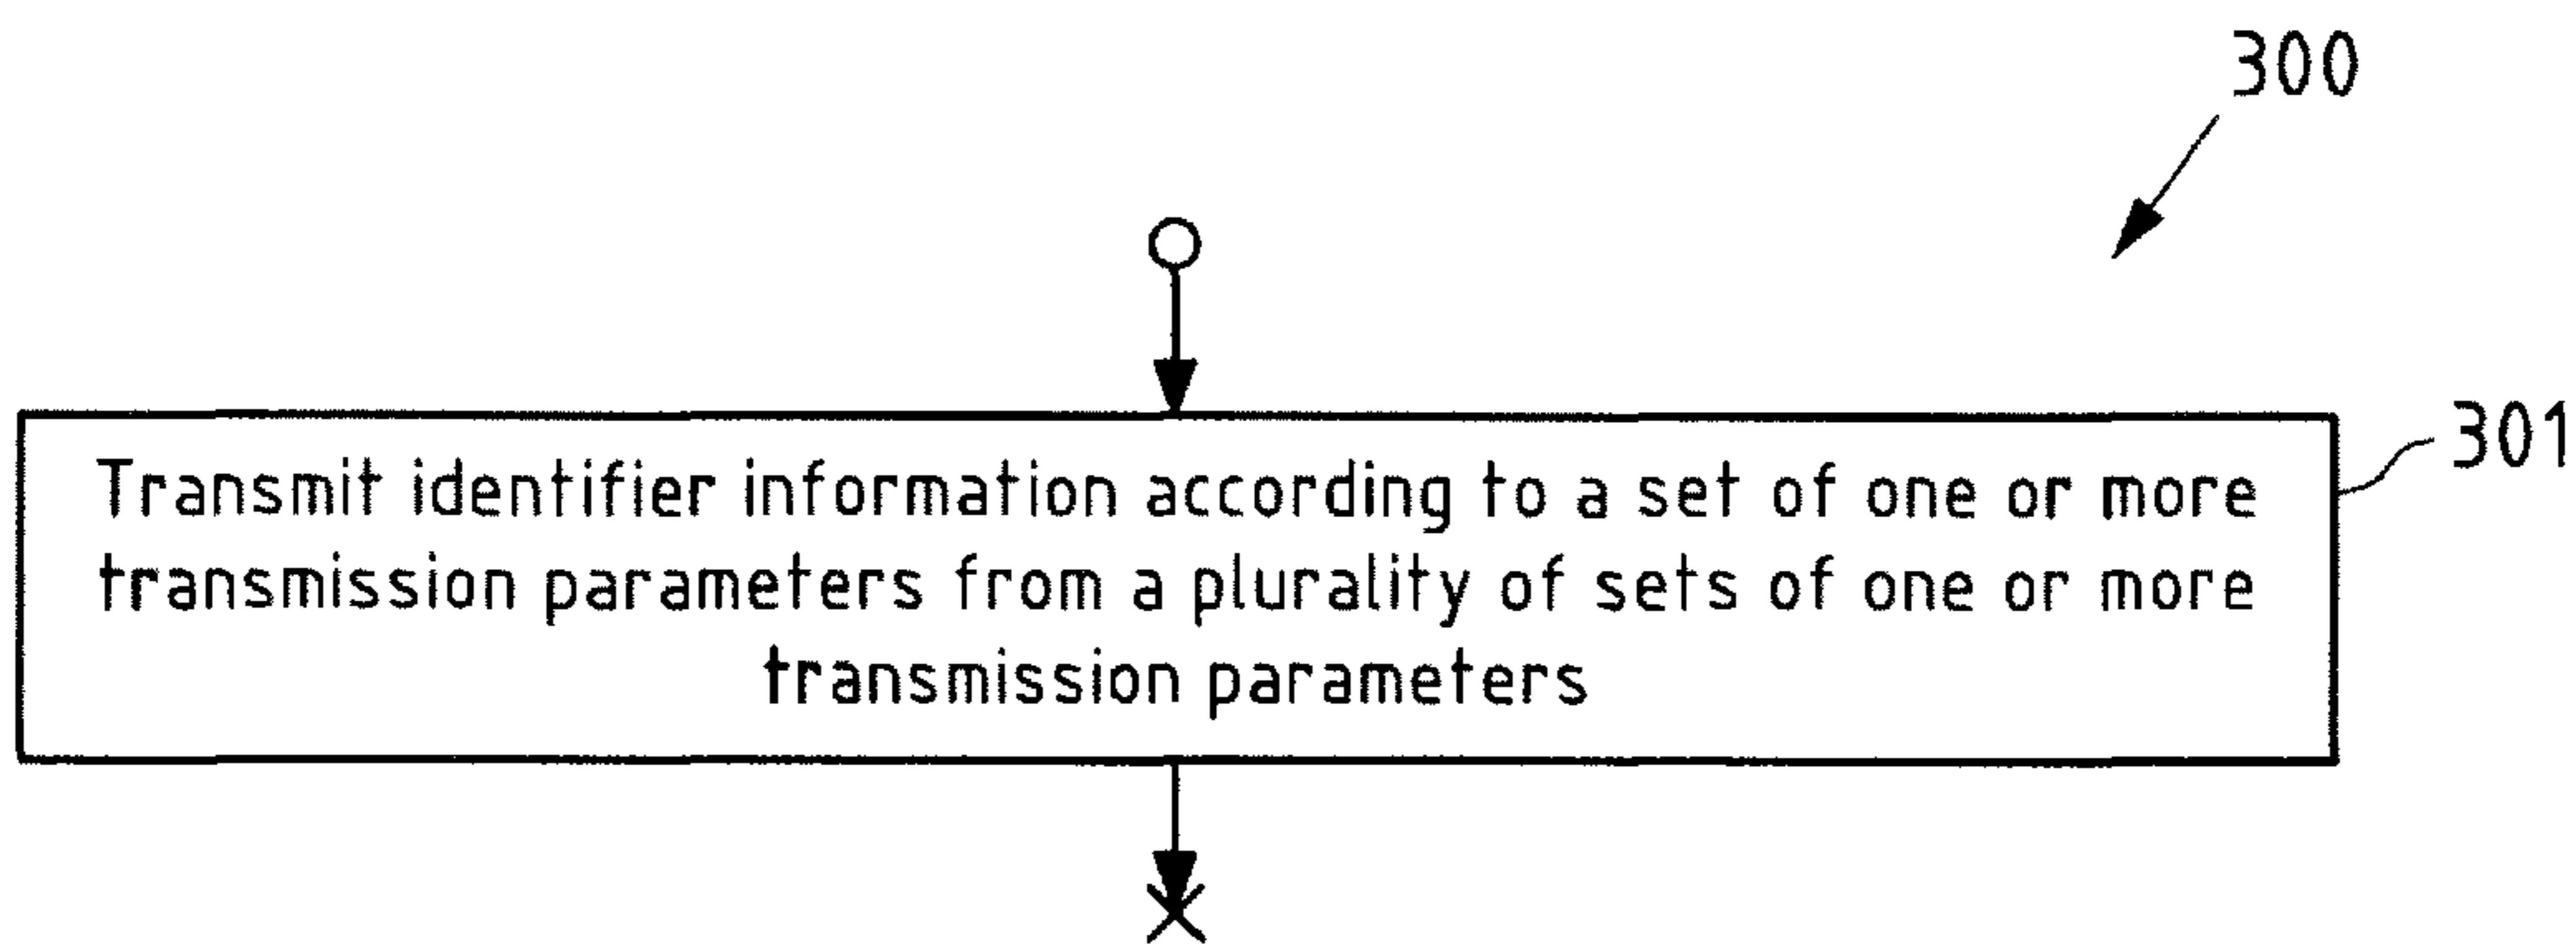 300
301
Transmit identifier information according to a set of one or more
transmission parameters from a plurality of sets of one or more
transmission parameters